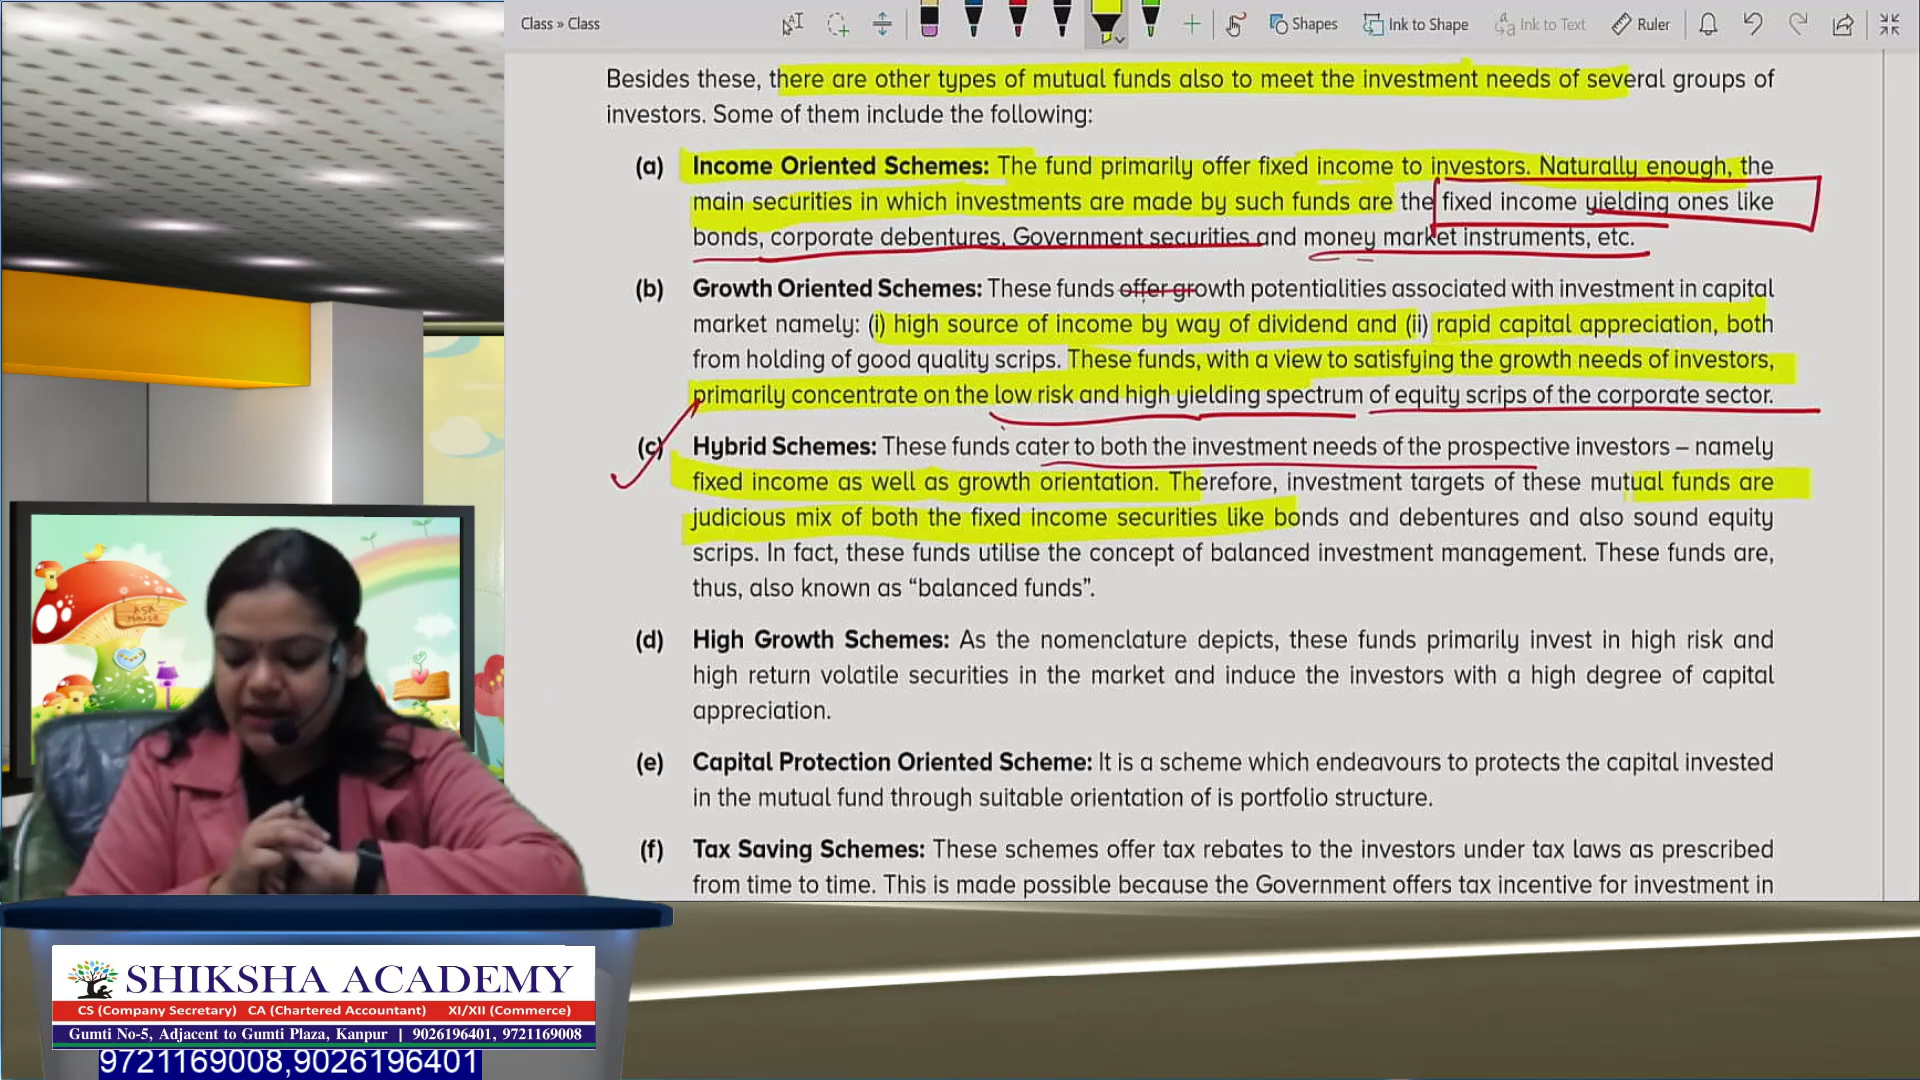 Class » Class
Shapes
Ink to Shape
Ink to Text
Ruler
Besides these, there are other types of mutual funds also to meet the investment needs of several groups of
investors. Some of them include the following:
(a) Income Oriented Schemes: The fund primarily offer fixed income to investors. Naturally enough, the
main securities in which investments are made by such funds are the fixed income yielding ones like
bonds, corporate debentures, Government securities and money market instruments, etc.
(b) Growth Oriented Schemes: These funds offer growth potentialities associated with investment in capital
market namely: (i) high source of income by way of dividend and (ii) rapid capital appreciation, both
from holding of good quality scrips. These funds, with a view to satisfying the growth needs of investors,
primarily concentrate on the low risk and high yielding spectrum of equity scrips of the corporate sector.
(c) Hybrid Schemes: These funds cater to both the investment needs of the prospective investors – namely
fixed income as well as growth orientation. Therefore, investment targets of these mutual funds are
judicious mix of both the fixed income securities like bonds and debentures and also sound equity
scrips. In fact, these funds utilise the concept of balanced investment management. These funds are,
thus, also known as “balanced funds”.
(d) High Growth Schemes: As the nomenclature depicts, these funds primarily invest in high risk and
high return volatile securities in the market and induce the investors with a high degree of capital
appreciation.
(e) Capital Protection Oriented Scheme: It is a scheme which endeavours to protects the capital invested
in the mutual fund through suitable orientation of is portfolio structure.
(f) Tax Saving Schemes: These schemes offer tax rebates to the investors under tax laws as prescribed
from time to time. This is made possible because the Government offers tax incentive for investment in
SHIKSHA ACADEMY
CS (Company Secretary) CA (Chartered Accountant) XI/XII (Commerce)
Gumti No-5, Adjacent to Gumti Plaza, Kanpur | 9026196401, 9721169008
9721169008,9026196401